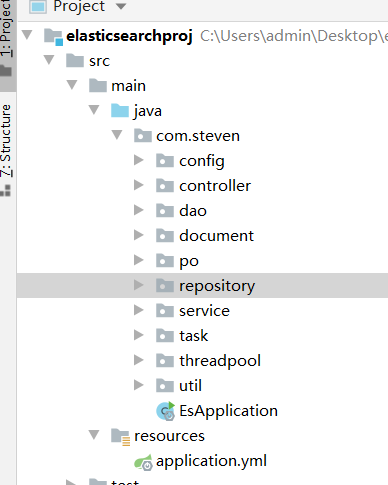 Project
1: Project
elasticsearchproj C:\Users\admin\Desktop\e
src
main
7: Structure
java
com.steven
config
controller
dao
document
po
repository
service
task
threadpool
util
EsApplication
resources
application.yml
test